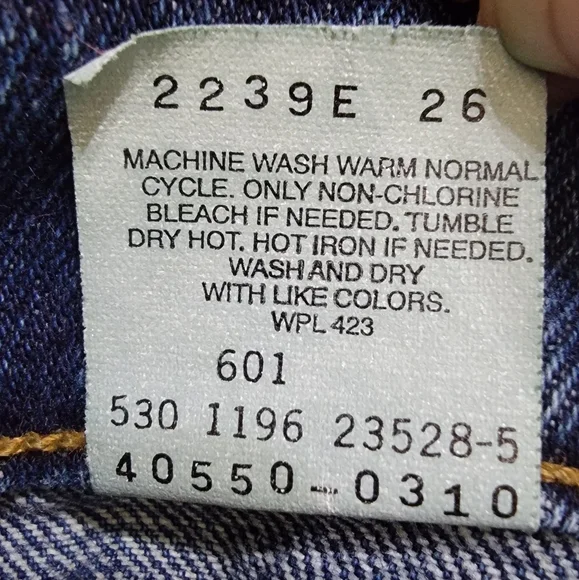 2239E 26
MACHINE WASH WARM NORMAL
CYCLE. ONLY NON-CHLORINE
BLEACH IF NEEDED. TUMBLE
DRY HOT. HOT IRON IF NEEDED.
WASH AND DRY
WITH LIKE COLORS.
WPL 423
601
530 1196 23528-5
40550-0310